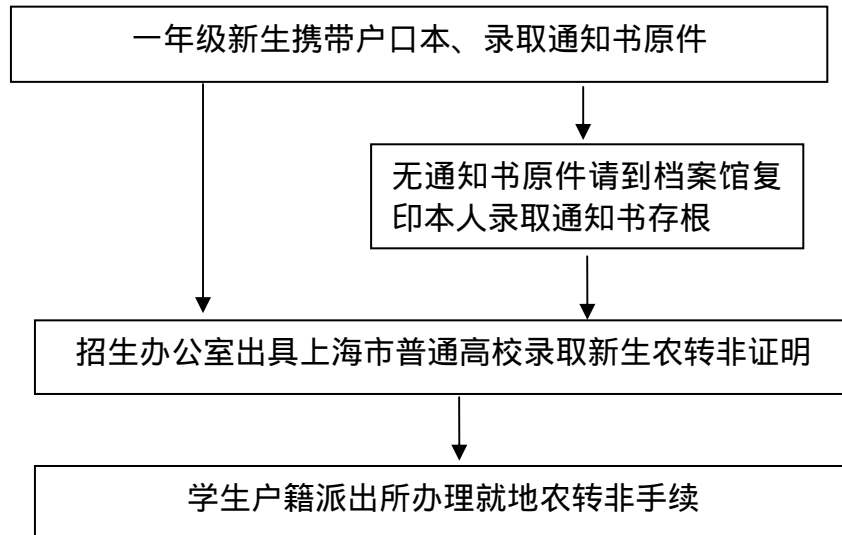 一年级新生携带户口本、录取通知书原件
无通知书原件请到档案馆复
印本人录取通知书存根
招生办公室出具上海市普通高校录取新生农转非证明
学生户籍派出所办理就地农转非手续